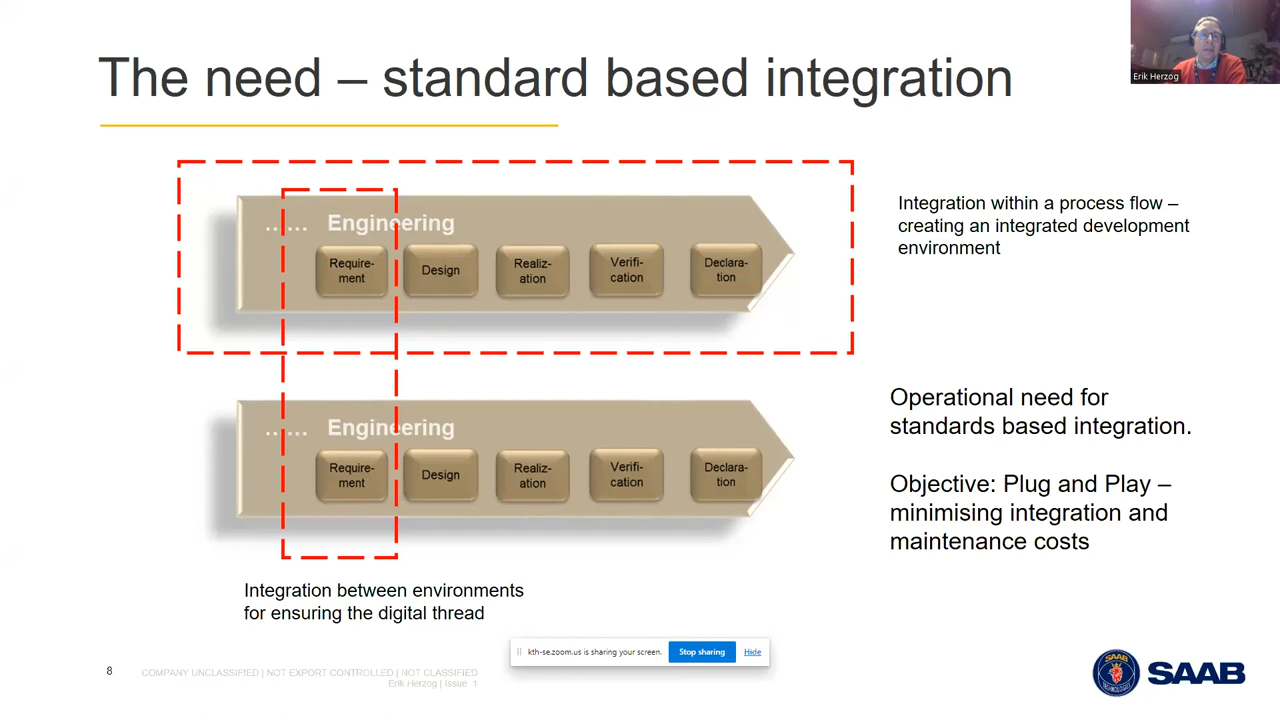 The need – standard based integration
Erik Herzog
…… Engineering
Require-
ment
Design
Realiz-
ation
Verifi-
cation
Declara-
tion
Integration within a process flow –
creating an integrated development
environment
…… Engineering
Require-
ment
Design
Realiz-
ation
Verifi-
cation
Declara-
tion
Operational need for
standards based integration.
Objective: Plug and Play –
minimising integration and
maintenance costs
Integration between environments
for ensuring the digital thread
kth-se.zoom.us is sharing your screen.
Stop sharing
Hide
8
COMPANY UNCLASSIFIED | NOT EXPORT CONTROLLED | NOT CLASSIFIED
Erik Herzog | Issue 1
SAAB
TECHNOLOGIES
SAAB